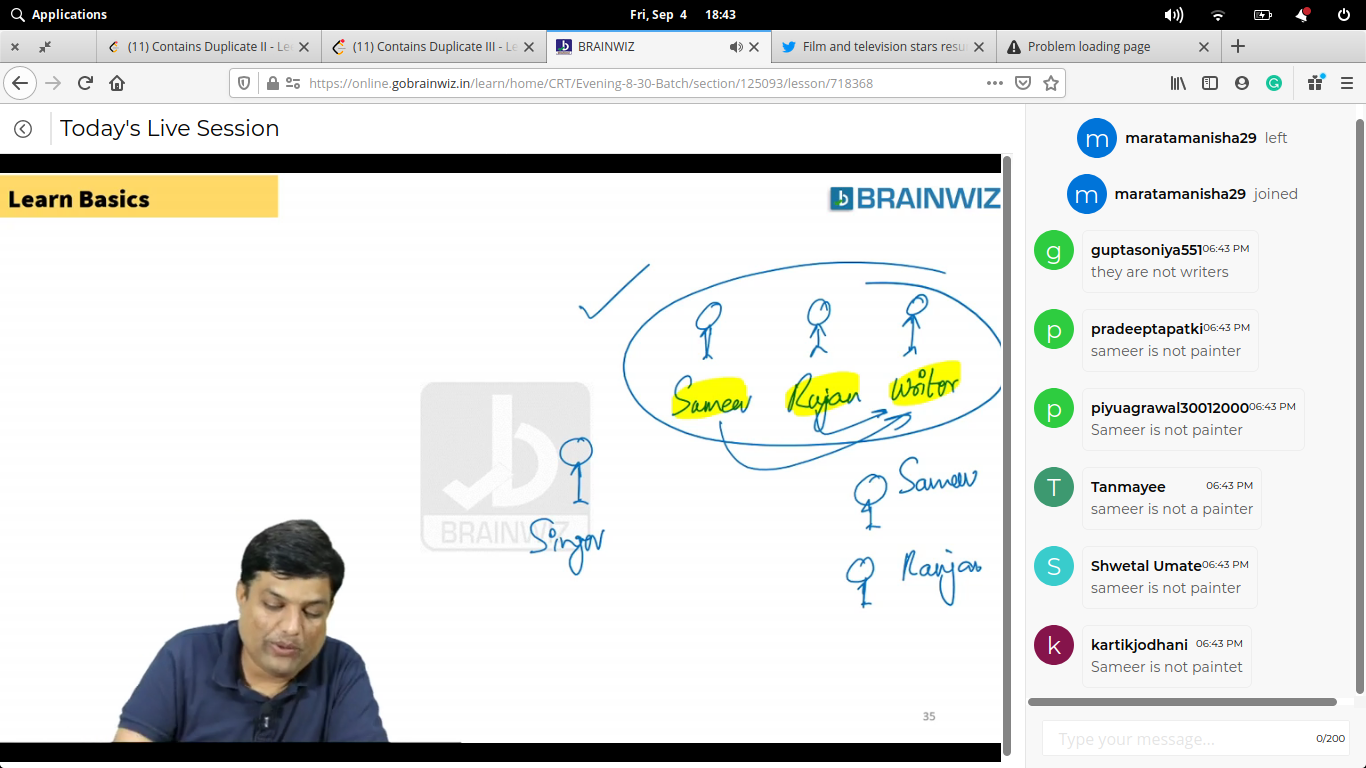 Applications
Fri, Sep 4 18:43
(11) Contains Duplicate II - Le
(11) Contains Duplicate III - Le
BRAINWIZ
Film and television stars resu
Problem loading page
https://online.gobrainwiz.in/learn/home/CRT/Evening-8-30-Batch/section/125093/lesson/718368
Today's Live Session
Learn Basics
BRAINWIZ
Sameer Rajan Writer
Sameer
Singer
Ranjan
BRAINWIZ
35
m maratamanisha29 left
m maratamanisha29 joined
g guptasoniya551 06:43 PM
they are not writers
p pradeeptapatki 06:43 PM
sameer is not painter
p piyuagrawal30012000 06:43 PM
Sameer is not painter
T Tanmayee 06:43 PM
sameer is not a painter
S Shwetal Umate 06:43 PM
sameer is not painter
k kartikjodhani 06:43 PM
Sameer is not paintet
Type your message... 0/200